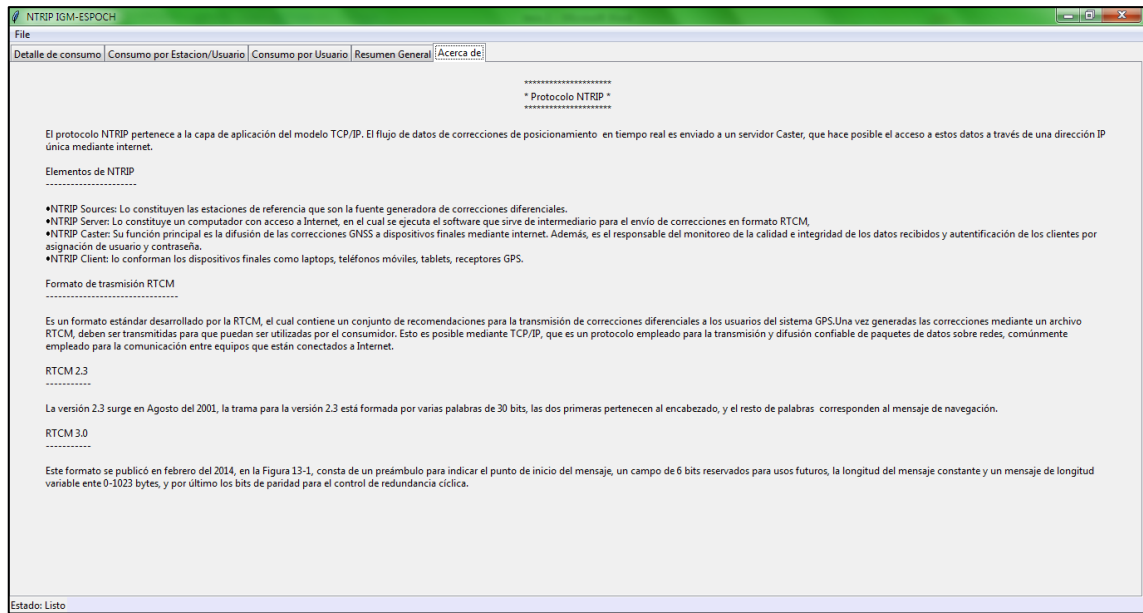 NTRIP IGM-ESPOCH
File
Detalle de consumo Consumo por Estacion/Usuario Consumo por Usuario Resumen General Acerca de
*********************
* Protocolo NTRIP *
*********************
El protocolo NTRIP pertenece a la capa de aplicación del modelo TCP/IP. El flujo de datos de correcciones de posicionamiento en tiempo real es enviado a un servidor Caster, que hace posible el acceso a estos datos a través de una dirección IP
única mediante internet.
Elementos de NTRIP
----------------------
•NTRIP Sources: Lo constituyen las estaciones de referencia que son la fuente generadora de correcciones diferenciales.
•NTRIP Server: Lo constituye un computador con acceso a Internet, en el cual se ejecuta el software que sirve de intermediario para el envío de correcciones en formato RTCM,
•NTRIP Caster: Su función principal es la difusión de las correcciones GNSS a dispositivos finales mediante internet. Además, es el responsable del monitoreo de la calidad e integridad de los datos recibidos y autentificación de los clientes por
asignación de usuario y contraseña.
•NTRIP Client: lo conforman los dispositivos finales como laptops, teléfonos móviles, tablets, receptores GPS.
Formato de trasmisión RTCM
--------------------------------
Es un formato estándar desarrollado por la RTCM, el cual contiene un conjunto de recomendaciones para la transmisión de correcciones diferenciales a los usuarios del sistema GPS.Una vez generadas las correcciones mediante un archivo
RTCM, deben ser transmitidas para que puedan ser utilizadas por el consumidor. Esto es posible mediante TCP/IP, que es un protocolo empleado para la transmisión y difusión confiable de paquetes de datos sobre redes, comúnmente
empleado para la comunicación entre equipos que están conectados a Internet.
RTCM 2.3
-----------
La versión 2.3 surge en Agosto del 2001, la trama para la versión 2.3 está formada por varias palabras de 30 bits, las dos primeras pertenecen al encabezado, y el resto de palabras corresponden al mensaje de navegación.
RTCM 3.0
-----------
Este formato se publicó en febrero del 2014, en la Figura 13-1, consta de un preámbulo para indicar el punto de inicio del mensaje, un campo de 6 bits reservados para usos futuros, la longitud del mensaje constante y un mensaje de longitud
variable ente 0-1023 bytes, y por último los bits de paridad para el control de redundancia cíclica.
Estado: Listo